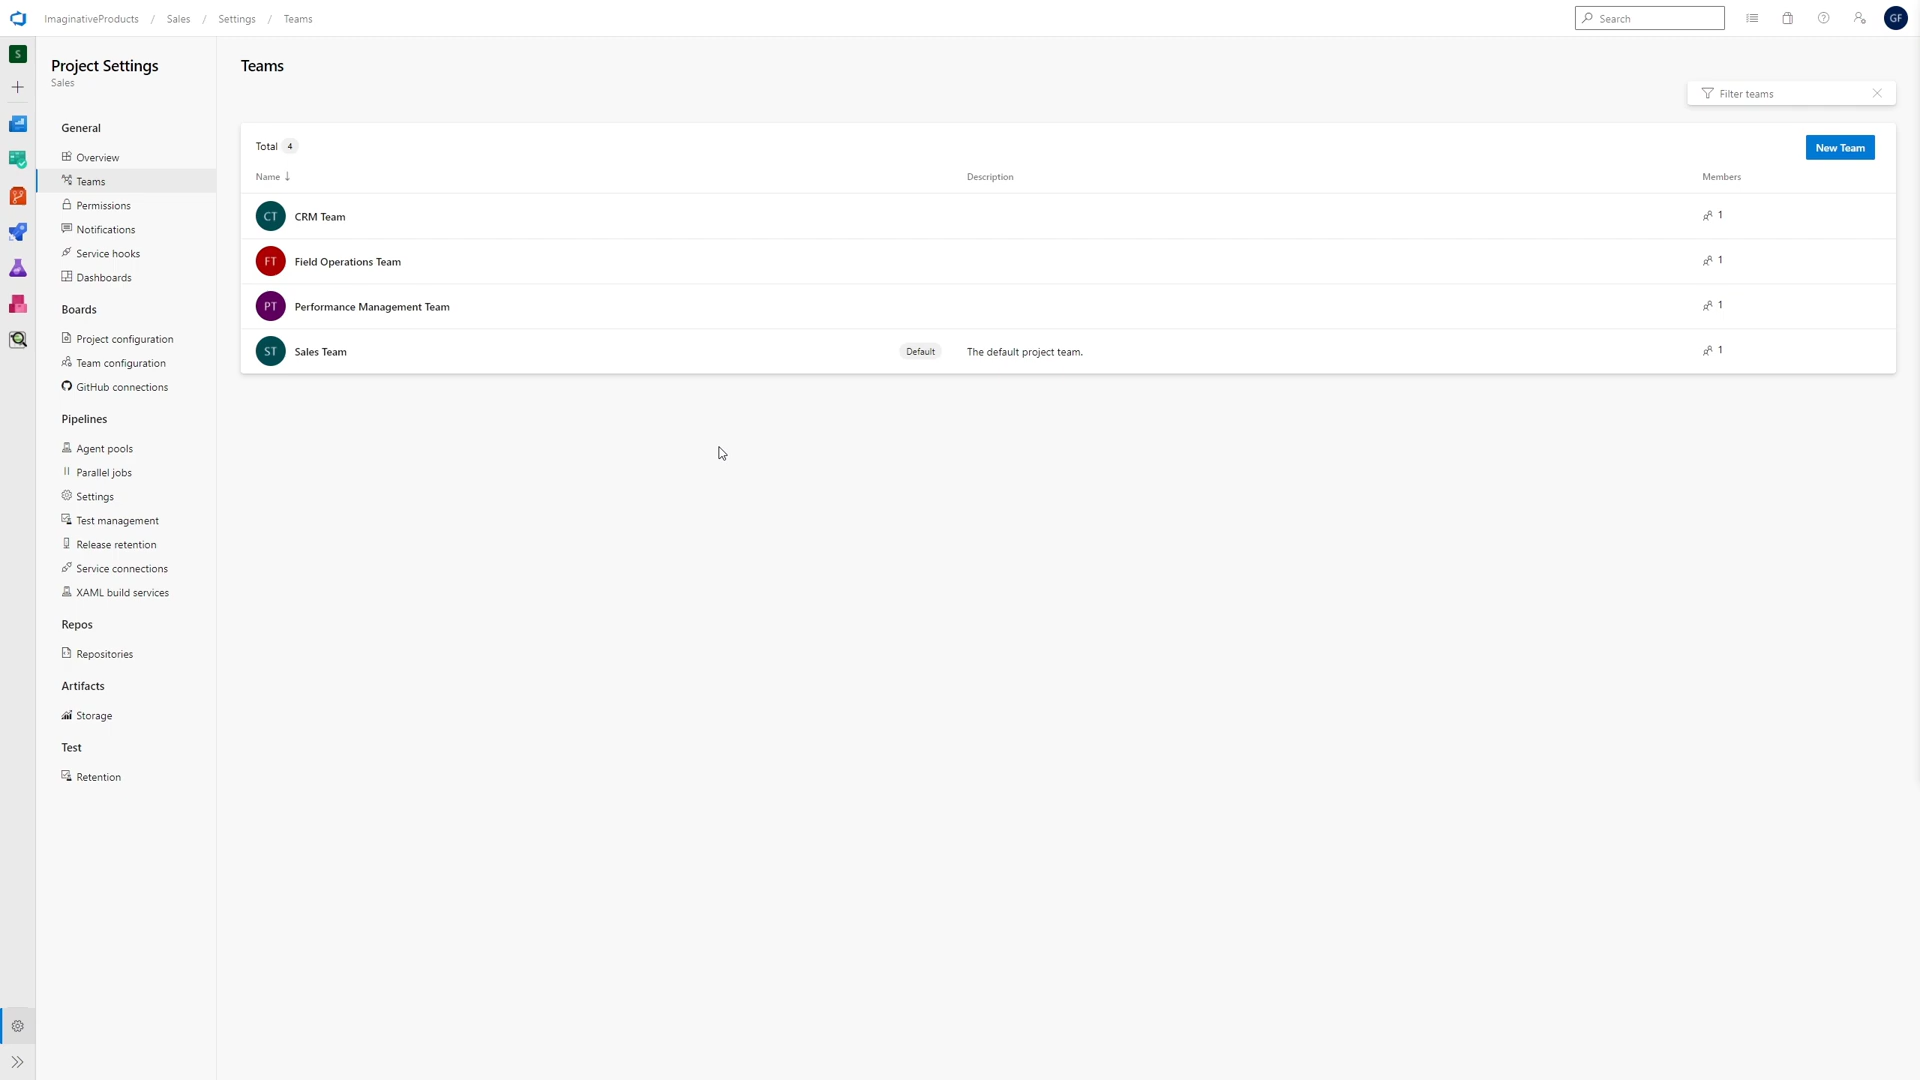 ImaginativeProducts / Sales / Settings / Teams
Search
GF
S
Project Settings
Sales
General
Overview
Teams
Permissions
Notifications
Service hooks
Dashboards
Boards
Project configuration
Team configuration
GitHub connections
Pipelines
Agent pools
Parallel jobs
Settings
Test management
Release retention
Service connections
XAML build services
Repos
Repositories
Artifacts
Storage
Test
Retention
Teams
Filter teams
Total 4
New Team
Name Description Members
CT CRM Team 1
FT Field Operations Team 1
PT Performance Management Team 1
ST Sales Team Default The default project team. 1